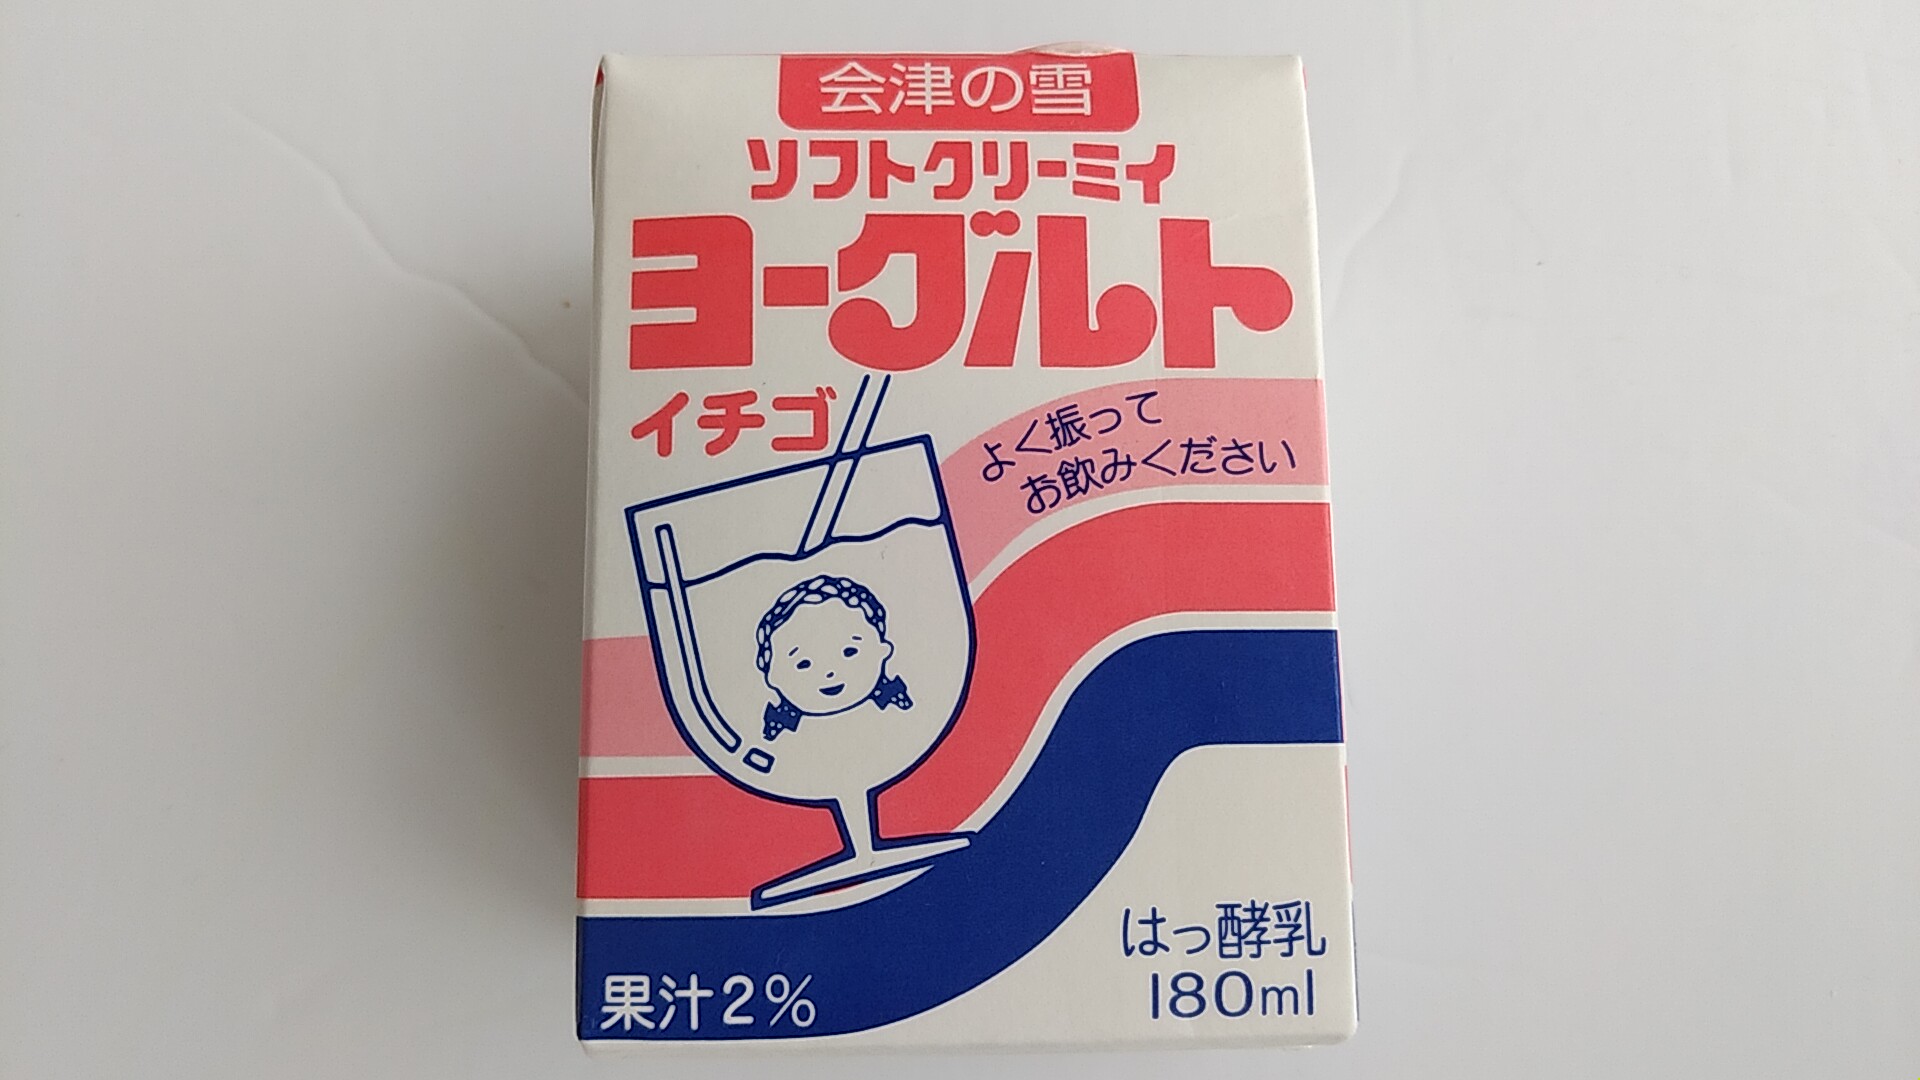 会津の雪
ソフトクリーミィ
ヨーグルト
イチゴ
よく振って
お飲みください
はっ酵乳
180ml
果汁2%